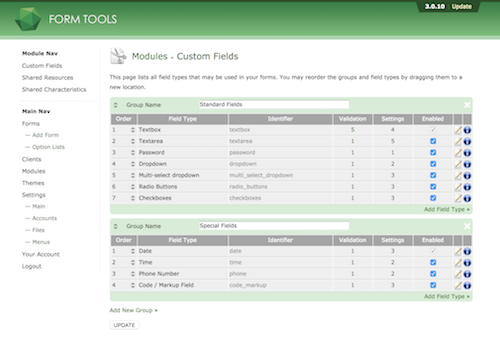 3.0.10 Update
FORM TOOLS
Module Nav
Custom Fields
Shared Resources
Shared Characteristics
Main Nav
Forms
— Add Form
— Option Lists
Clients
Modules
Themes
Settings
— Main
— Accounts
— Files
— Menus
Your Account
Logout
Modules - Custom Fields
This page lists all field types that may be used in your forms. You may reorder the groups and field types by dragging them to a
new location.
Group Name Standard Fields
Order Field Type Identifier Validation Settings Enabled
1 Textbox textbox 5 4
2 Textarea textarea 1 5
3 Password password 1 1
4 Dropdown dropdown 1 2
5 Multi-select dropdown multi_select_dropdown 1 3
6 Radio Buttons radio_buttons 1 3
7 Checkboxes checkboxes 1 3
Add Field Type »
Group Name Special Fields
Order Field Type Identifier Validation Settings Enabled
1 Date date 1 3
2 Time time 1 2
3 Phone Number phone 1 2
4 Code / Markup Field code_markup 1 3
Add Field Type »
Add New Group »
UPDATE